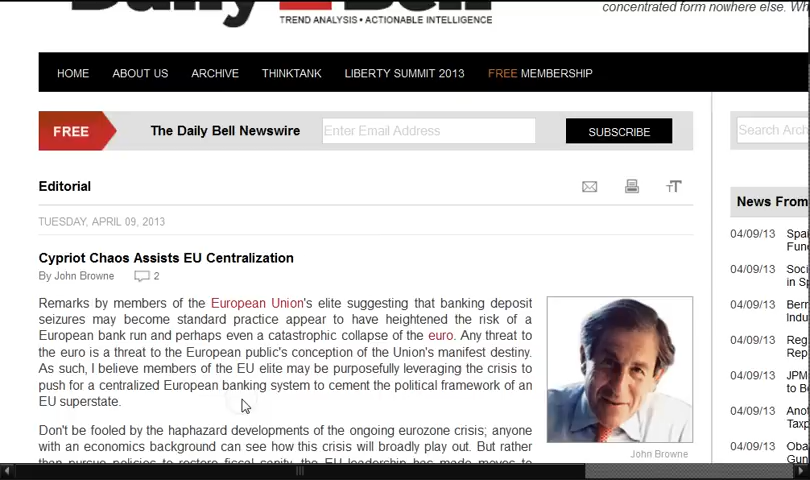 Daily Bell
concentrated form nowhere else. Wh
TREND ANALYSIS • ACTIONABLE INTELLIGENCE
HOME ABOUT US ARCHIVE THINKTANK LIBERTY SUMMIT 2013 FREE MEMBERSHIP
FREE The Daily Bell Newswire Enter Email Address SUBSCRIBE
Search Arch
Editorial
TT
TUESDAY, APRIL 09, 2013
Cypriot Chaos Assists EU Centralization
By John Browne 2
Remarks by members of the European Union's elite suggesting that banking deposit
seizures may become standard practice appear to have heightened the risk of a
European bank run and perhaps even a catastrophic collapse of the euro. Any threat to
the euro is a threat to the European public's conception of the Union's manifest destiny.
As such, I believe members of the EU elite may be purposefully leveraging the crisis to
push for a centralized European banking system to cement the political framework of an
EU superstate.
Don't be fooled by the haphazard developments of the ongoing eurozone crisis; anyone
with an economics background can see how this crisis will broadly play out. But rather
than pursue policies to restore fiscal sanity, the EU leadership has made moves to
John Browne
News From
04/09/13 Spai
Fund
04/09/13 Soci
in Sp
04/09/13 Bern
Indu
04/09/13 Reg
Rep
04/09/13 JPM
to B
04/09/13 Anot
Taxp
04/09/13 Oba
Gun